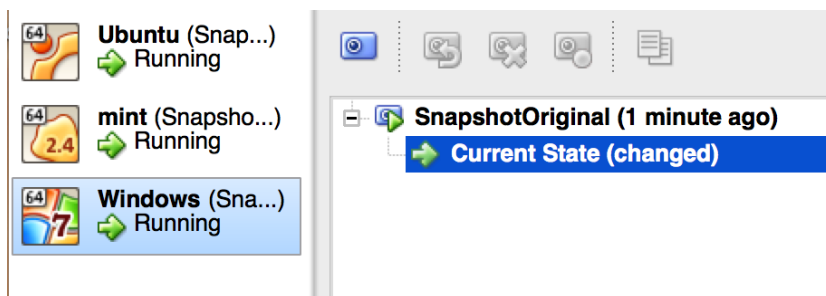 64
Ubuntu (Snap...)
Running
64
2.4
mint (Snapsho...)
Running
64
7
Windows (Sna...)
Running
SnapshotOriginal (1 minute ago)
Current State (changed)